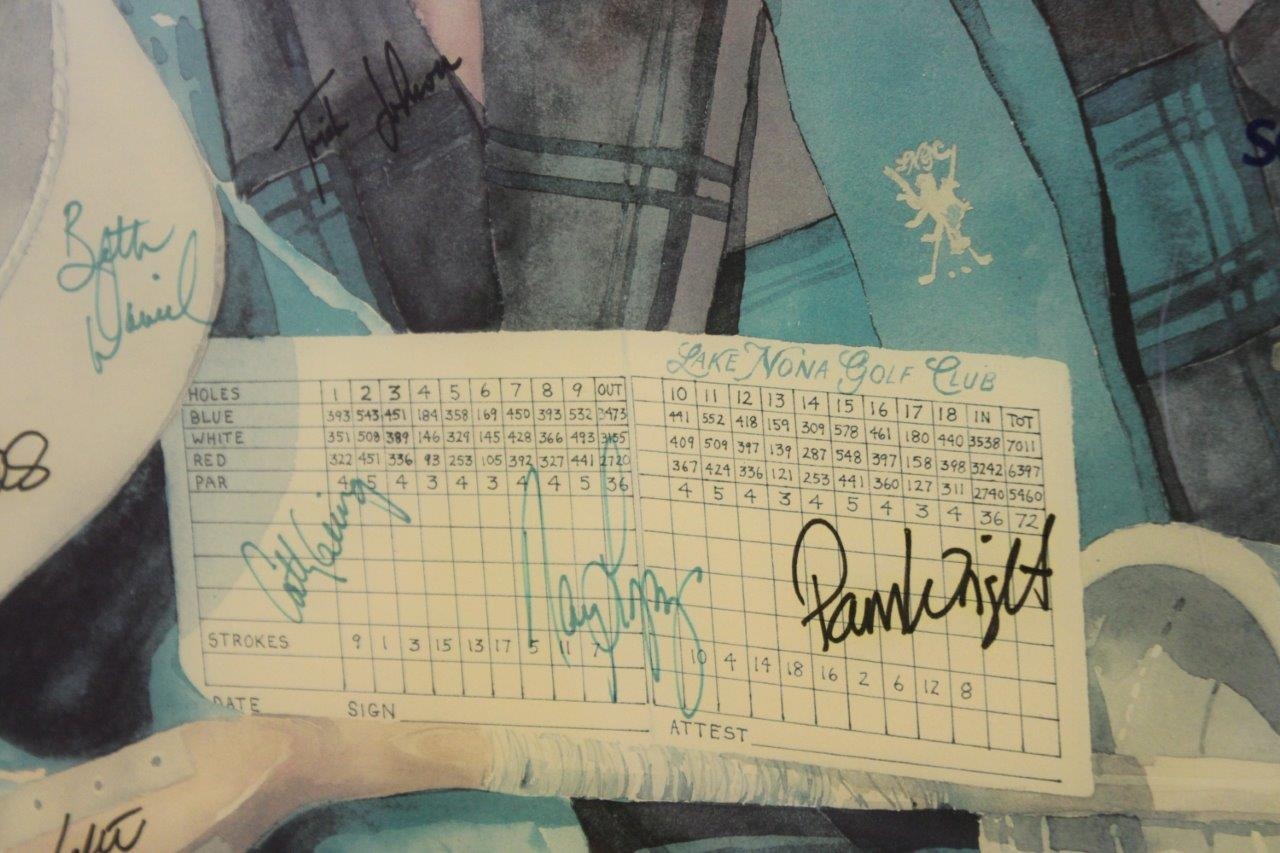 Trish Johnson
Beth
Daniel
LAKE NONA GOLF CLUB
HOLES 1 2 3 4 5 6 7 8 9 OUT 10 11 12 13 14 15 16 17 18 IN TOT
BLUE 393 543 451 184 358 169 450 393 532 3473 441 552 418 159 309 578 461 180 440 3538 7011
WHITE 351 508 389 146 329 145 428 366 493 3155 409 509 397 139 287 548 397 158 398 3242 6397
RED 322 451 336 93 253 105 392 327 441 2720 367 424 336 121 253 441 360 127 311 2740 5460
PAR 4 5 4 3 4 3 4 4 5 36 4 5 4 3 4 5 4 3 4 36 72
Nancy Lopez
Pam Wright
STROKES 9 1 3 15 13 17 5 11 7 10 4 14 18 16 2 6 12 8
DATE SIGN ATTEST